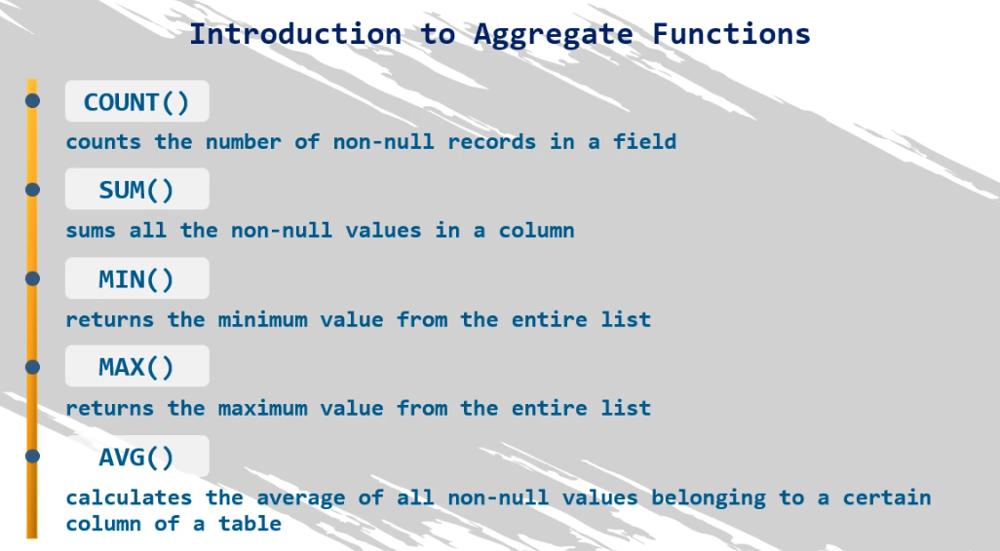 Introduction to Aggregate Functions
COUNT()
counts the number of non-null records in a field
SUM()
sums all the non-null values in a column
MIN()
returns the minimum value from the entire list
MAX()
returns the maximum value from the entire list
AVG()
calculates the average of all non-null values belonging to a certain
column of a table